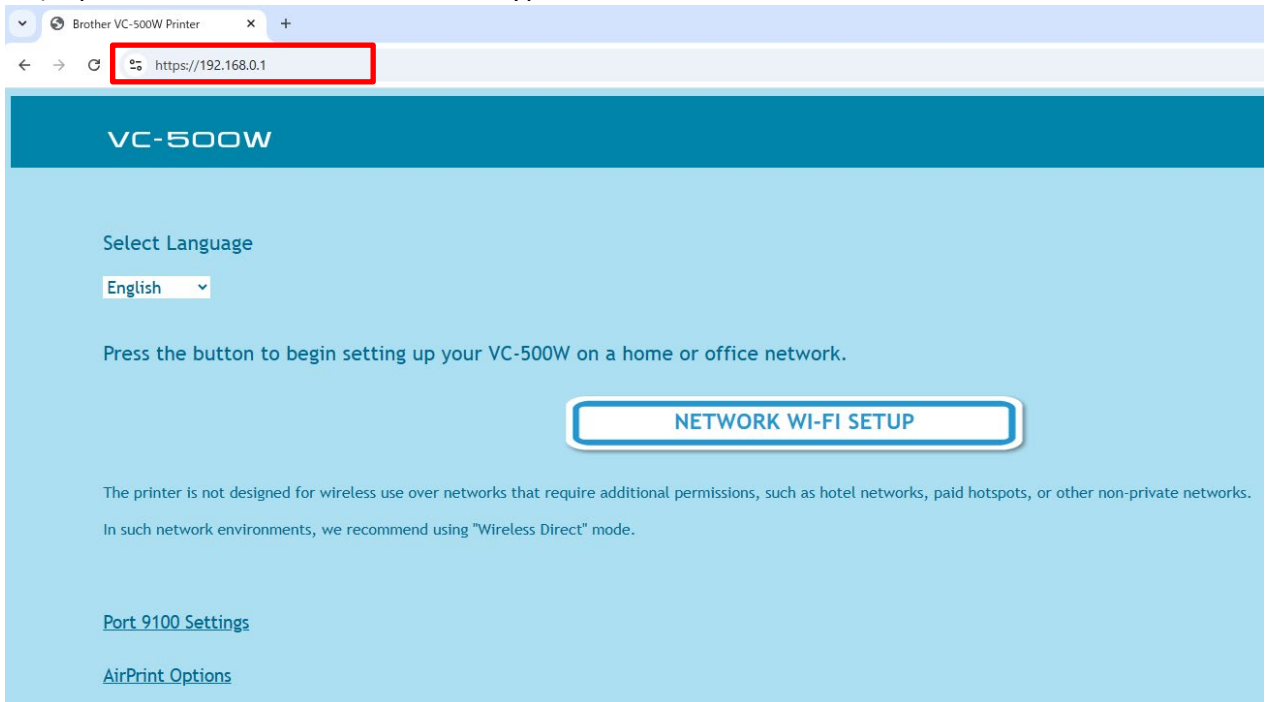 Brother VC-500W Printer
https://192.168.0.1
VC-500W
Select Language
English
Press the button to begin setting up your VC-500W on a home or office network.
NETWORK WI-FI SETUP
The printer is not designed for wireless use over networks that require additional permissions, such as hotel networks, paid hotspots, or other non-private networks.
In such network environments, we recommend using "Wireless Direct" mode.
Port 9100 Settings
AirPrint Options